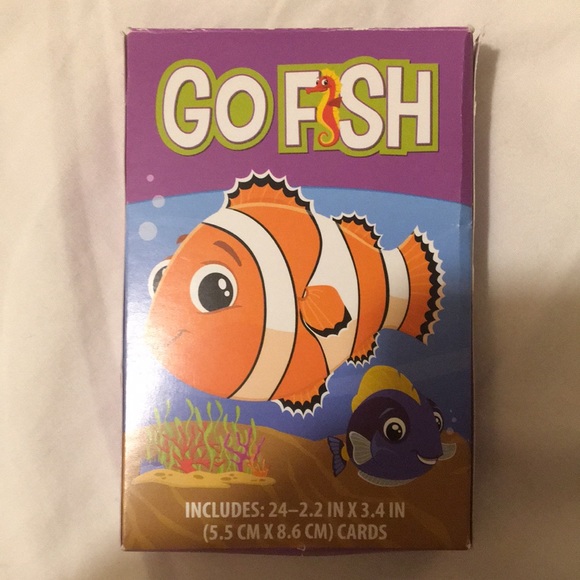 GO FISH
INCLUDES: 24–2.2 IN X 3.4 IN
(5.5 CM X 8.6 CM) CARDS